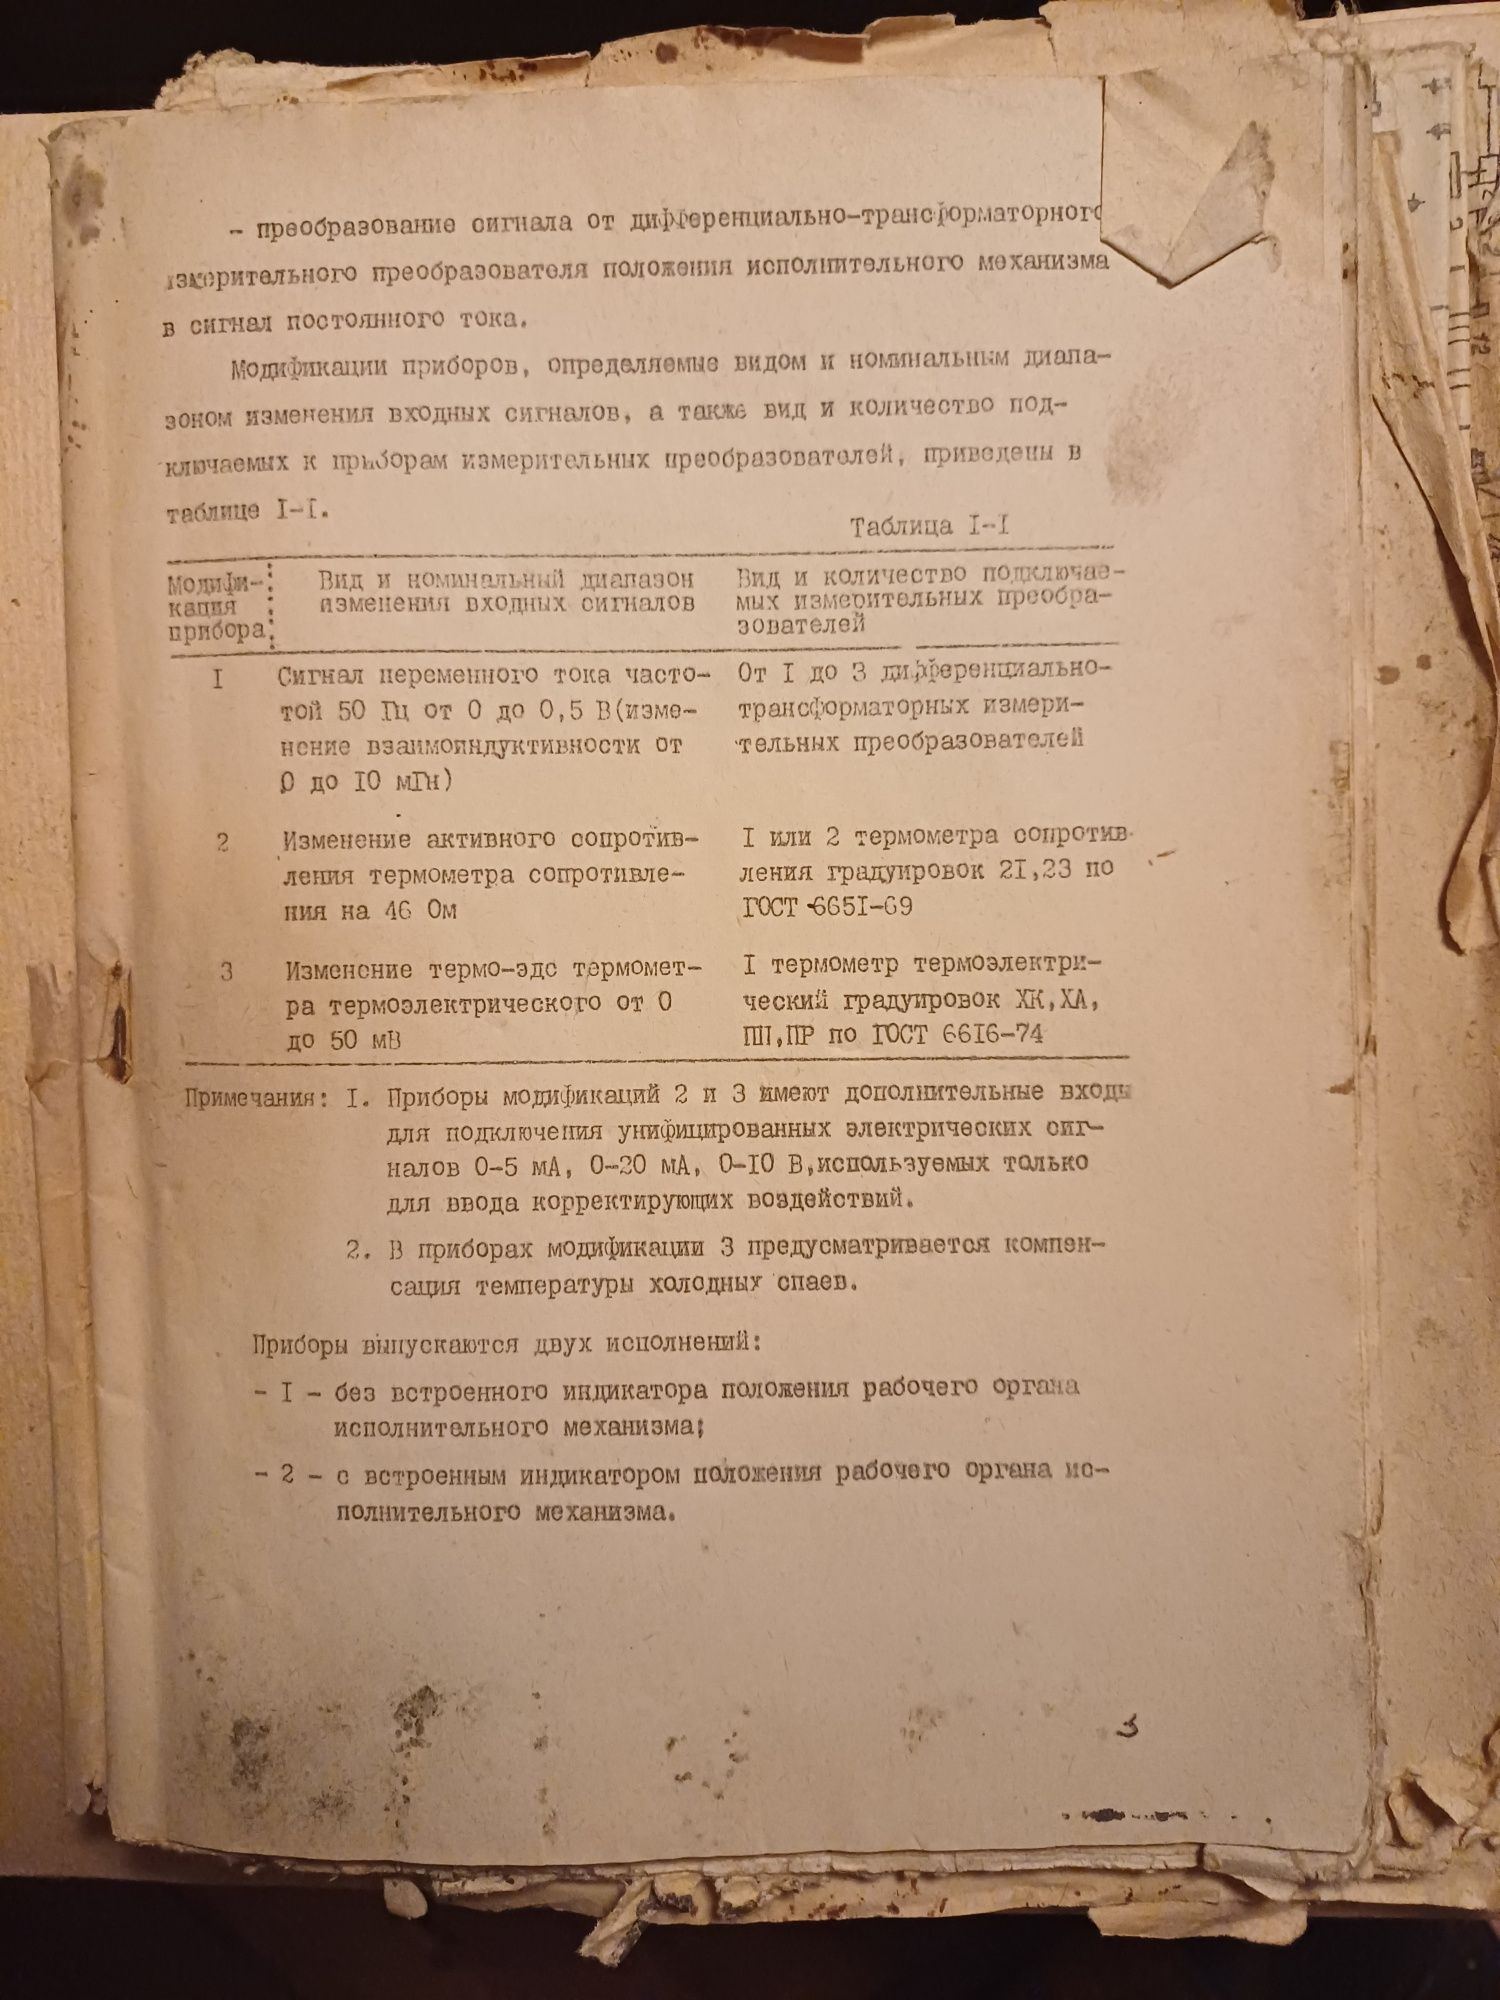 - преобразование сигнала от дифференциально-трансформаторного
измерительного преобразователя положения исполнительного механизма
в сигнал постоянного тока.
Модификации приборов, определяемые видом и номинальным диапа-
зоном изменения входных сигналов, а также вид и количество под-
ключаемых к приборам измерительных преобразователей, приведены в
таблице I-I.
Таблица I-I
Модифи- Вид и номинальный диапазон Вид и количество подключае-
кация изменения входных сигналов мых измерительных преобра-
прибора зователей
I Сигнал переменного тока часто- От I до 3 дифференциально-
той 50 Гц от 0 до 0,5 В(изме- трансформаторных измери-
нение взаимоиндуктивности от тельных преобразователей
0 до I0 мГн)
2 Изменение активного сопротив- I или 2 термометра сопротив-
ления термометра сопротивле- ления градуировок 2I,23 по
ния на 46 Ом ГОСТ 665I-69
3 Изменение термо-эдс термомет- I термометр термоэлектри-
ра термоэлектрического от 0 ческий градуировок ХК,ХА,
до 50 мВ ПП,ПР по ГОСТ 66I6-74
Примечания: I. Приборы модификаций 2 и 3 имеют дополнительные входы
для подключения унифицированных электрических сиг-
налов 0-5 мА, 0-20 мА, 0-I0 В,используемых только
для ввода корректирующих воздействий.
2. В приборах модификации 3 предусматривается компен-
сация температуры холодных спаев.
Приборы выпускаются двух исполнений:
- I - без встроенного индикатора положения рабочего органа
исполнительного механизма;
- 2 - с встроенным индикатором положения рабочего органа ис-
полнительного механизма.
3